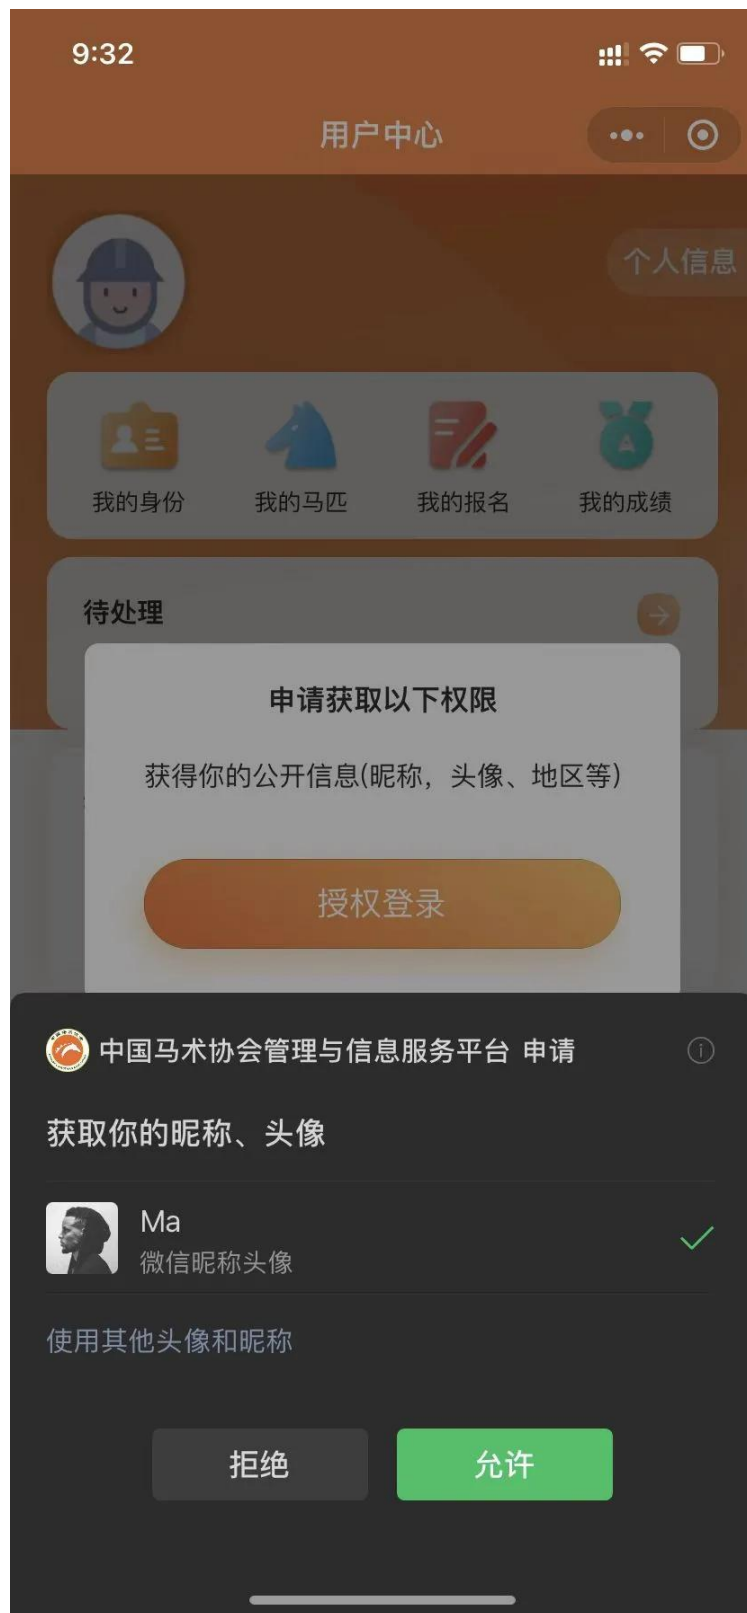 9:32
用户中心
个人信息
我的身份 我的马匹 我的报名 我的成绩
待处理
申请获取以下权限
获得你的公开信息(昵称，头像、地区等)
授权登录
中国马术协会管理与信息服务平台 申请
获取你的昵称、头像
Ma
微信昵称头像
使用其他头像和昵称
拒绝 允许